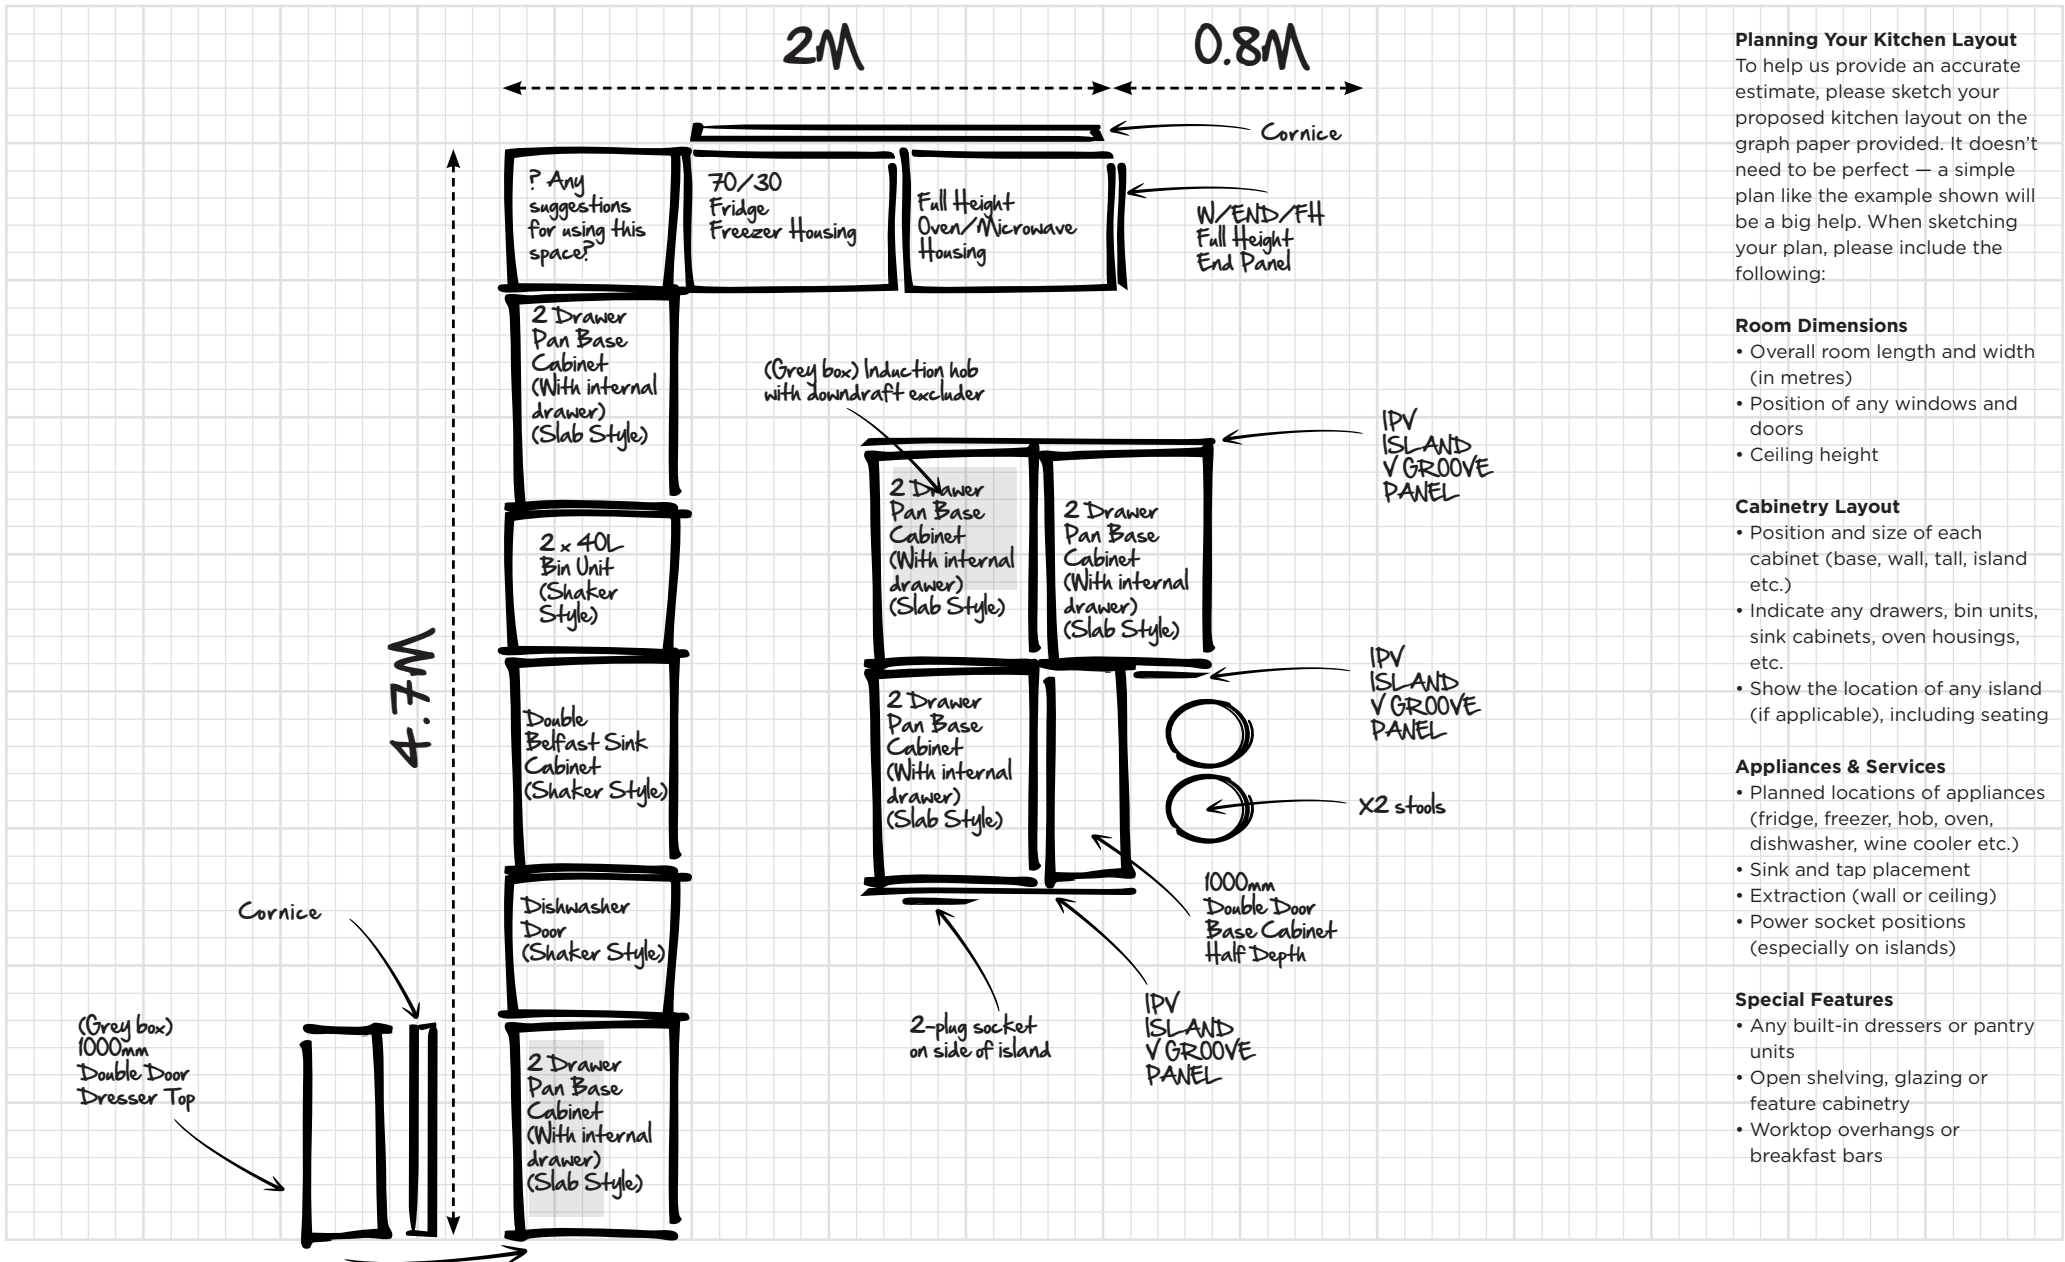 2M
0.8M
Cornice
? Any
suggestions
for using this
space?
70/30
Fridge
Freezer Housing
Full Height
Oven/Microwave
Housing
W/END/FH
Full Height
End Panel
2 Drawer
Pan Base
Cabinet
(With internal
drawer)
(Slab Style)
(Grey box) Induction hob
with downdraft excluder
IPV
ISLAND
V GROOVE
PANEL
2 Drawer
Pan Base
Cabinet
(With internal
drawer)
(Slab Style)
2 Drawer
Pan Base
Cabinet
(With internal
drawer)
(Slab Style)
2 x 40L
Bin Unit
(Shaker
Style)
4.7M
IPV
ISLAND
V GROOVE
PANEL
Double
Belfast Sink
Cabinet
(Shaker Style)
2 Drawer
Pan Base
Cabinet
(With internal
drawer)
(Slab Style)
X2 stools
1000mm
Double Door
Base Cabinet
Half Depth
Dishwasher
Door
(Shaker Style)
Cornice
2-plug socket
on side of island
IPV
ISLAND
V GROOVE
PANEL
(Grey box)
1000mm
Double Door
Dresser Top
2 Drawer
Pan Base
Cabinet
(With internal
drawer)
(Slab Style)
Planning Your Kitchen Layout
To help us provide an accurate
estimate, please sketch your
proposed kitchen layout on the
graph paper provided. It doesn't
need to be perfect — a simple
plan like the example shown will
be a big help. When sketching
your plan, please include the
following:
Room Dimensions
• Overall room length and width
(in metres)
• Position of any windows and
doors
• Ceiling height
Cabinetry Layout
• Position and size of each
cabinet (base, wall, tall, island
etc.)
• Indicate any drawers, bin units,
sink cabinets, oven housings,
etc.
• Show the location of any island
(if applicable), including seating
Appliances & Services
• Planned locations of appliances
(fridge, freezer, hob, oven,
dishwasher, wine cooler etc.)
• Sink and tap placement
• Extraction (wall or ceiling)
• Power socket positions
(especially on islands)
Special Features
• Any built-in dressers or pantry
units
• Open shelving, glazing or
feature cabinetry
• Worktop overhangs or
breakfast bars